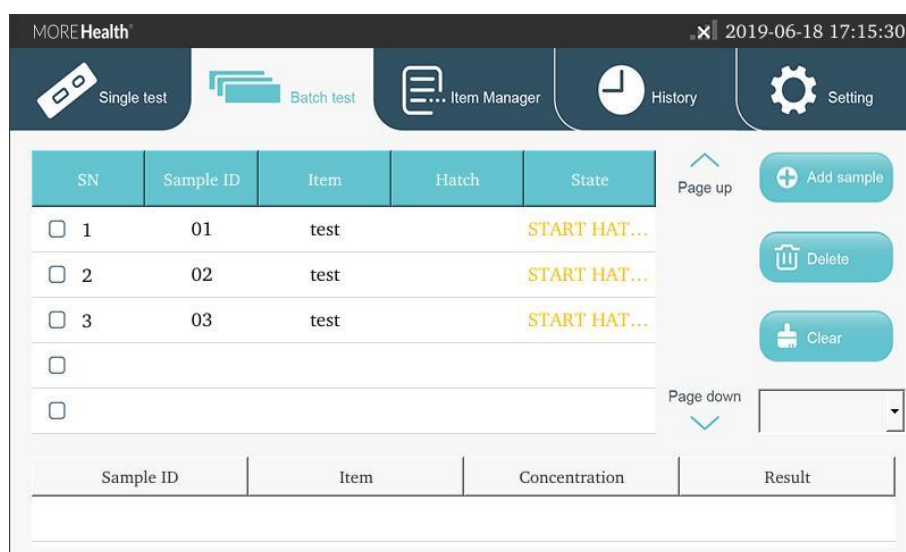 MOREHealth® 2019-06-18 17:15:30
Single test Batch test Item Manager History Setting
SN Sample ID Item Hatch State
1 01 test START HAT...
2 02 test START HAT...
3 03 test START HAT...
Page up
Page down
Add sample
Delete
Clear
Sample ID Item Concentration Result